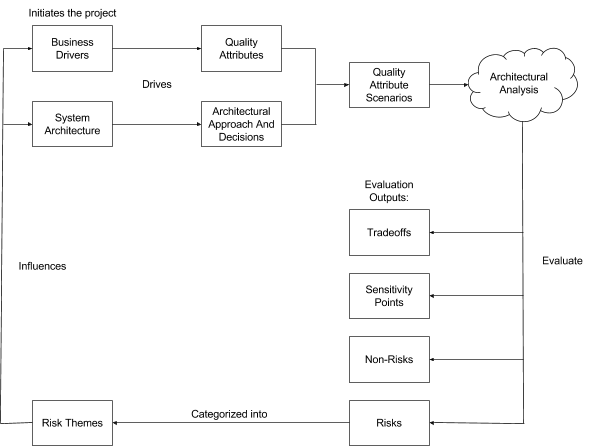 Initiates the project
Business
Drivers
Quality
Attributes
Drives
Quality
Attribute
Scenarios
Architectural
Analysis
System
Architecture
Architectural
Approach And
Decisions
Evaluation
Outputs:
Tradeoffs
Influences
Evaluate
Sensitivity
Points
Non-Risks
Risk Themes
Categorized into
Risks